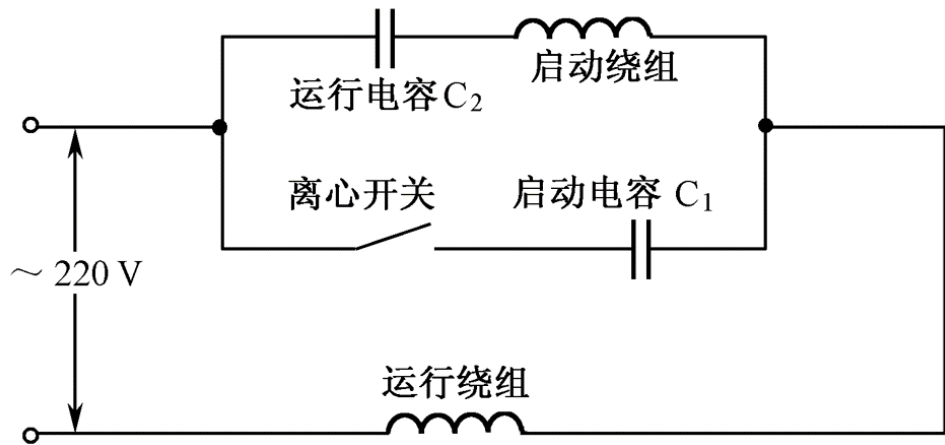 启动绕组
运行电容C₂
离心开关
启动电容 C₁
～ 220 V
运行绕组